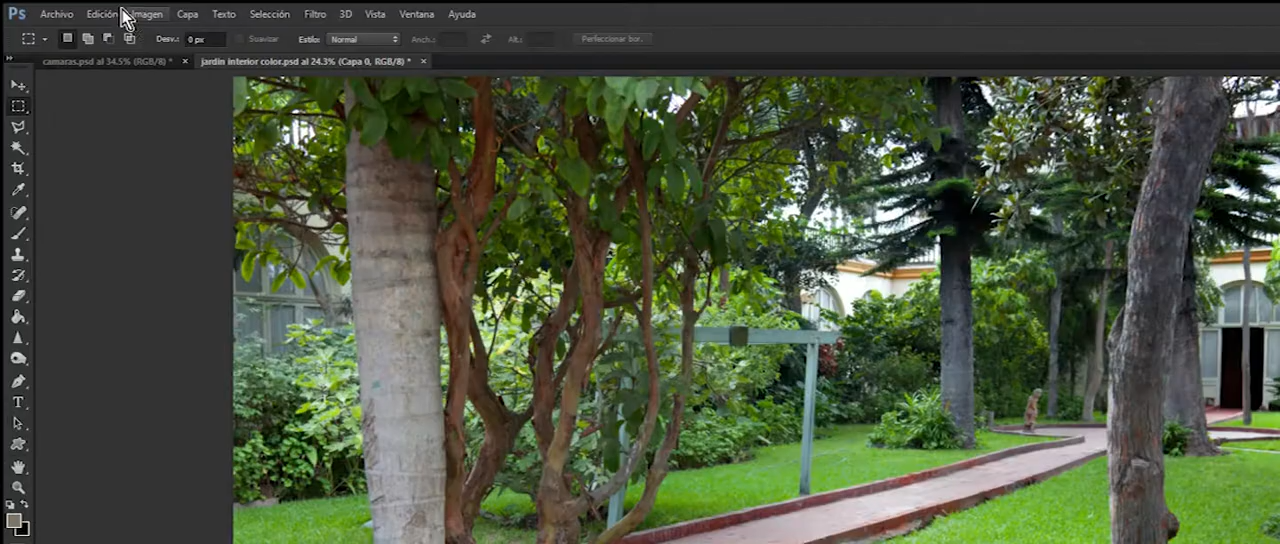 Ps Archivo Edición Imagen Capa Texto Selección Filtro 3D Vista Ventana Ayuda
Desv.: 0 px Suavizar Estilo: Normal Anch.: Alt.: Perfeccionar bor.
camaras.psd al 34.5% (RGB/8) * × jardin interior color.psd al 24.3% (Capa 0, RGB/8) * ×